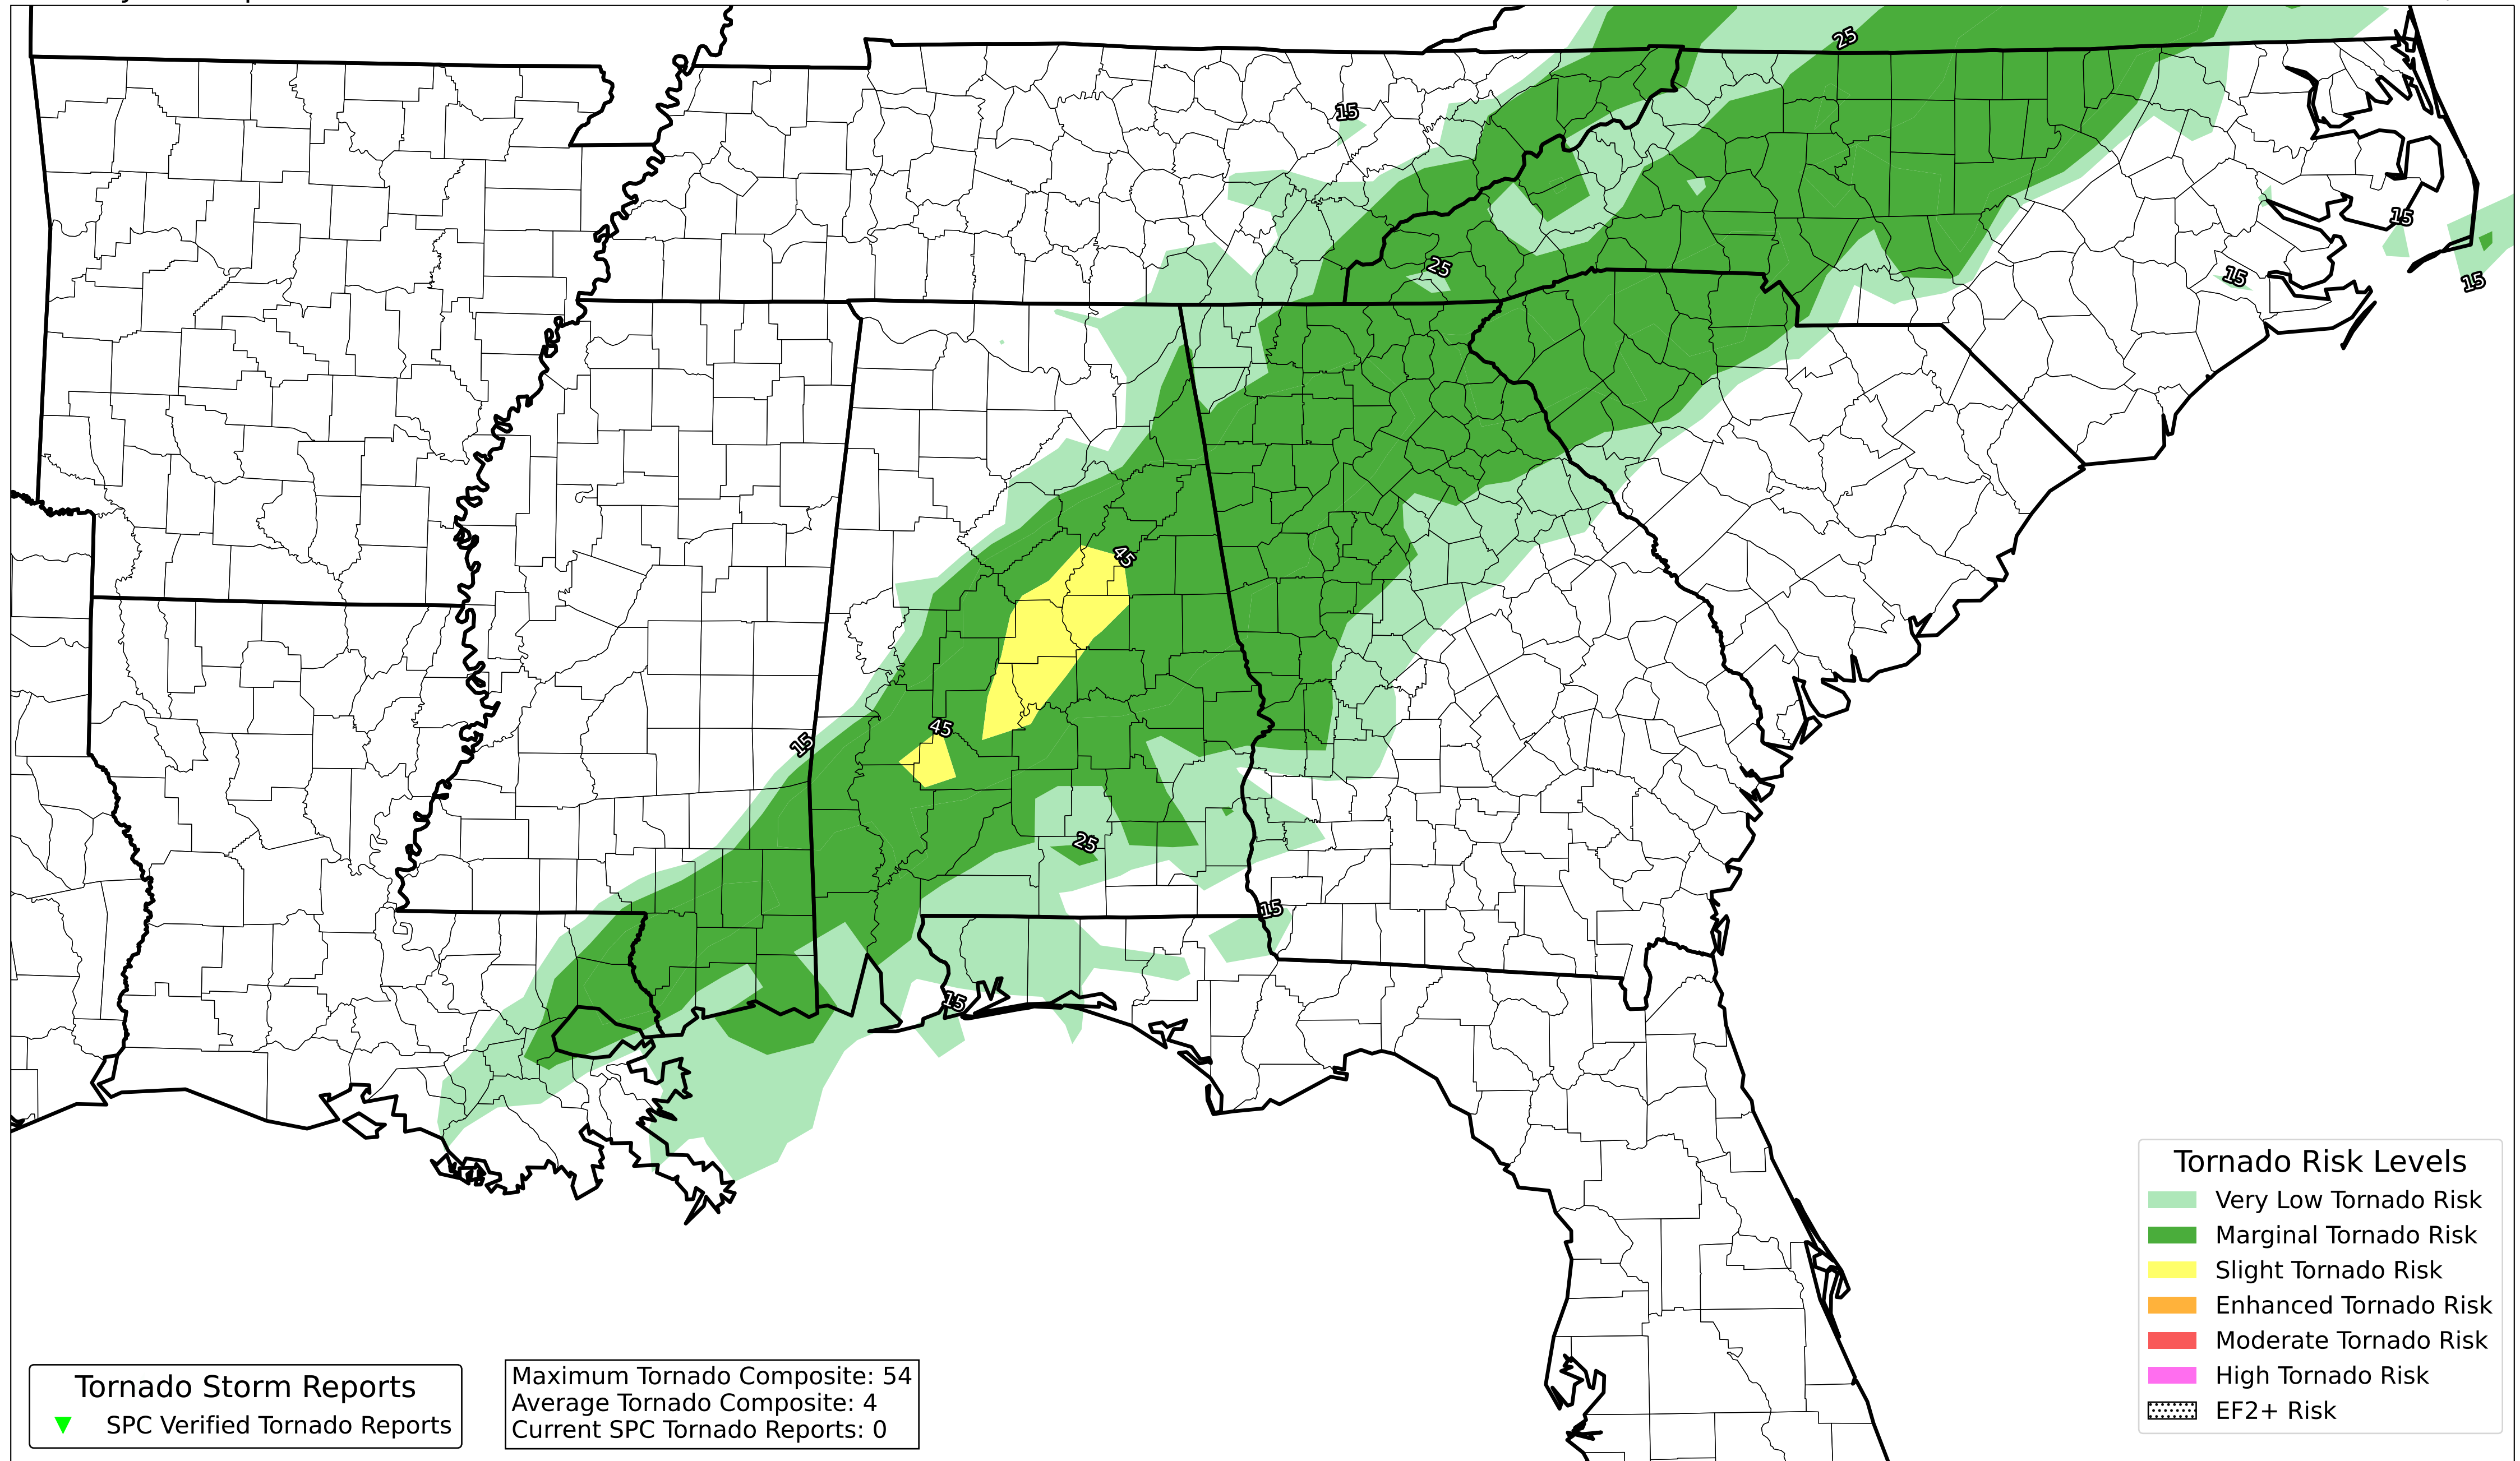 25
15
25
15
15
15
45
45
15
25
15
15
Tornado Risk Levels
Very Low Tornado Risk
Marginal Tornado Risk
Slight Tornado Risk
Enhanced Tornado Risk
Moderate Tornado Risk
High Tornado Risk
EF2+ Risk
Tornado Storm Reports
SPC Verified Tornado Reports
Maximum Tornado Composite: 54
Average Tornado Composite: 4
Current SPC Tornado Reports: 0